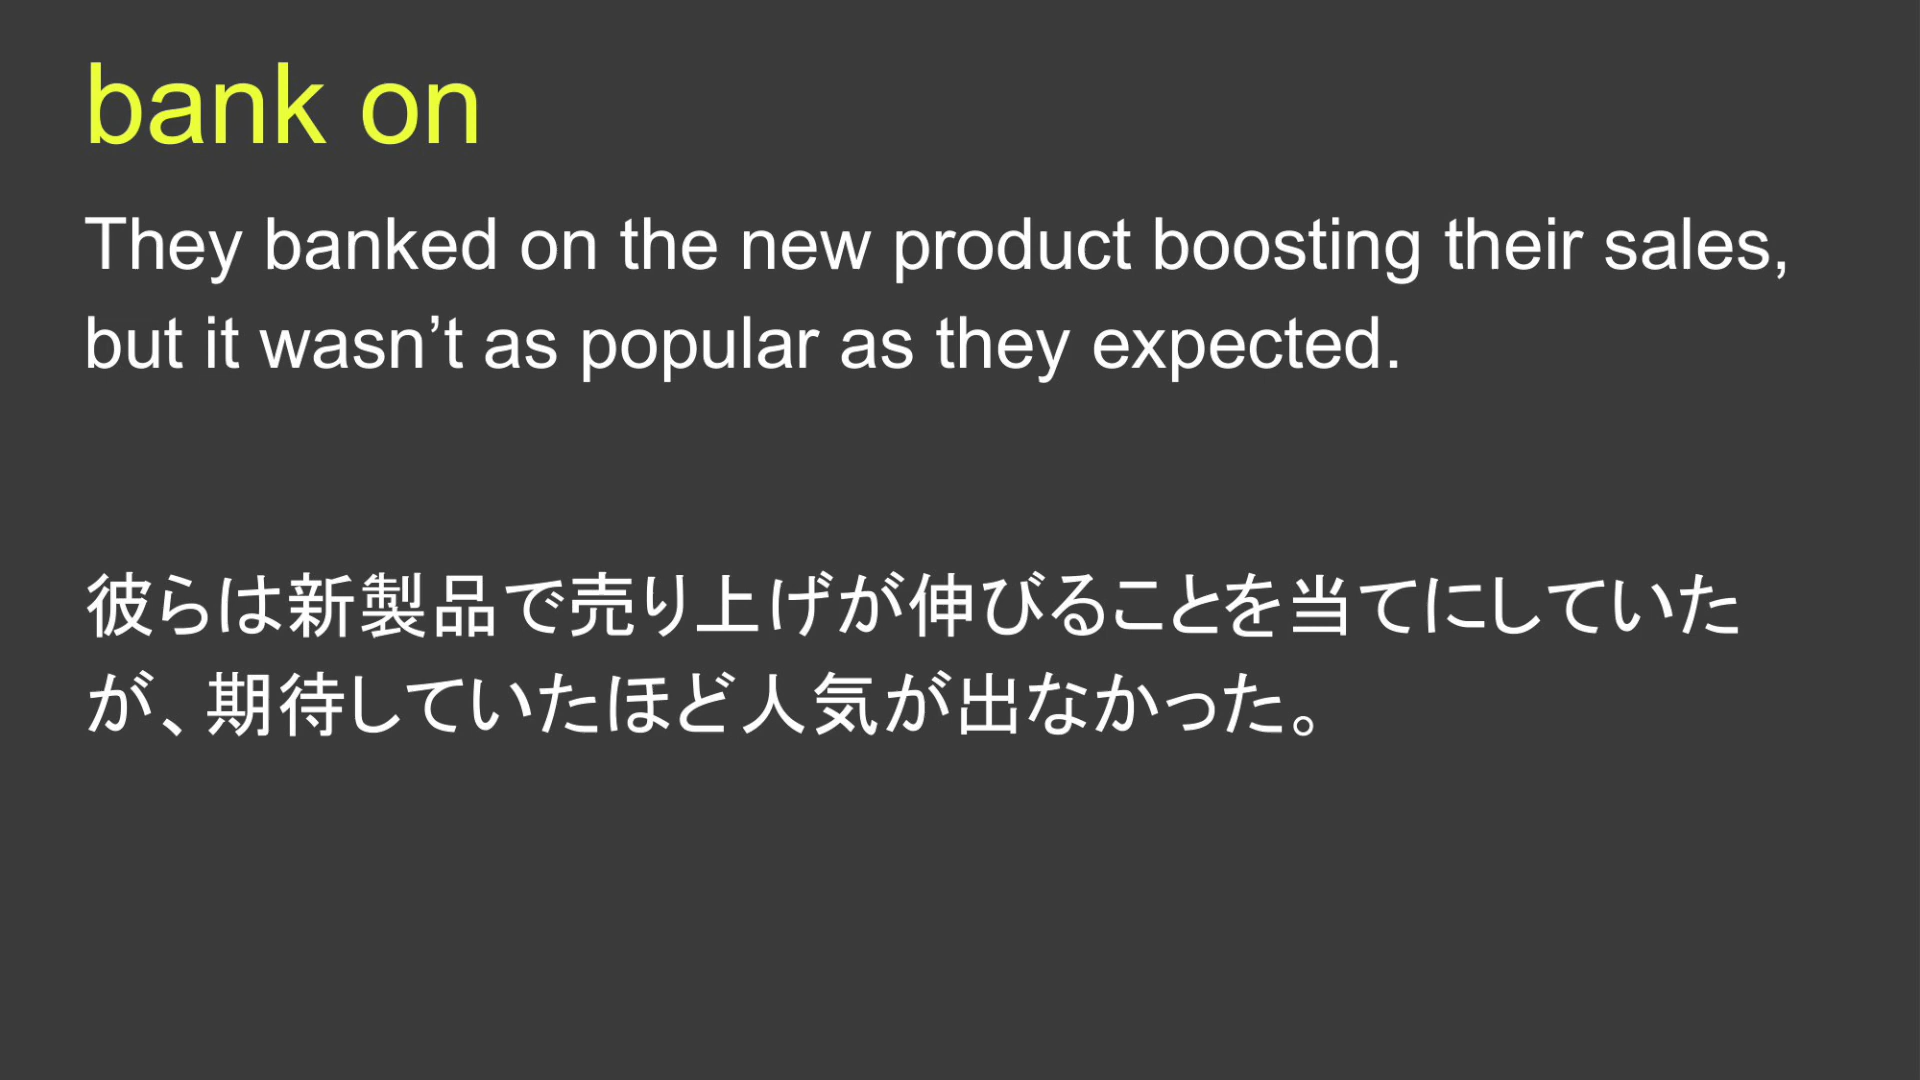 bank on
They banked on the new product boosting their sales,
but it wasn’t as popular as they expected.
彼らは新製品で売り上げが伸びることを当てにしていた
が、期待していたほど人気が出なかった。